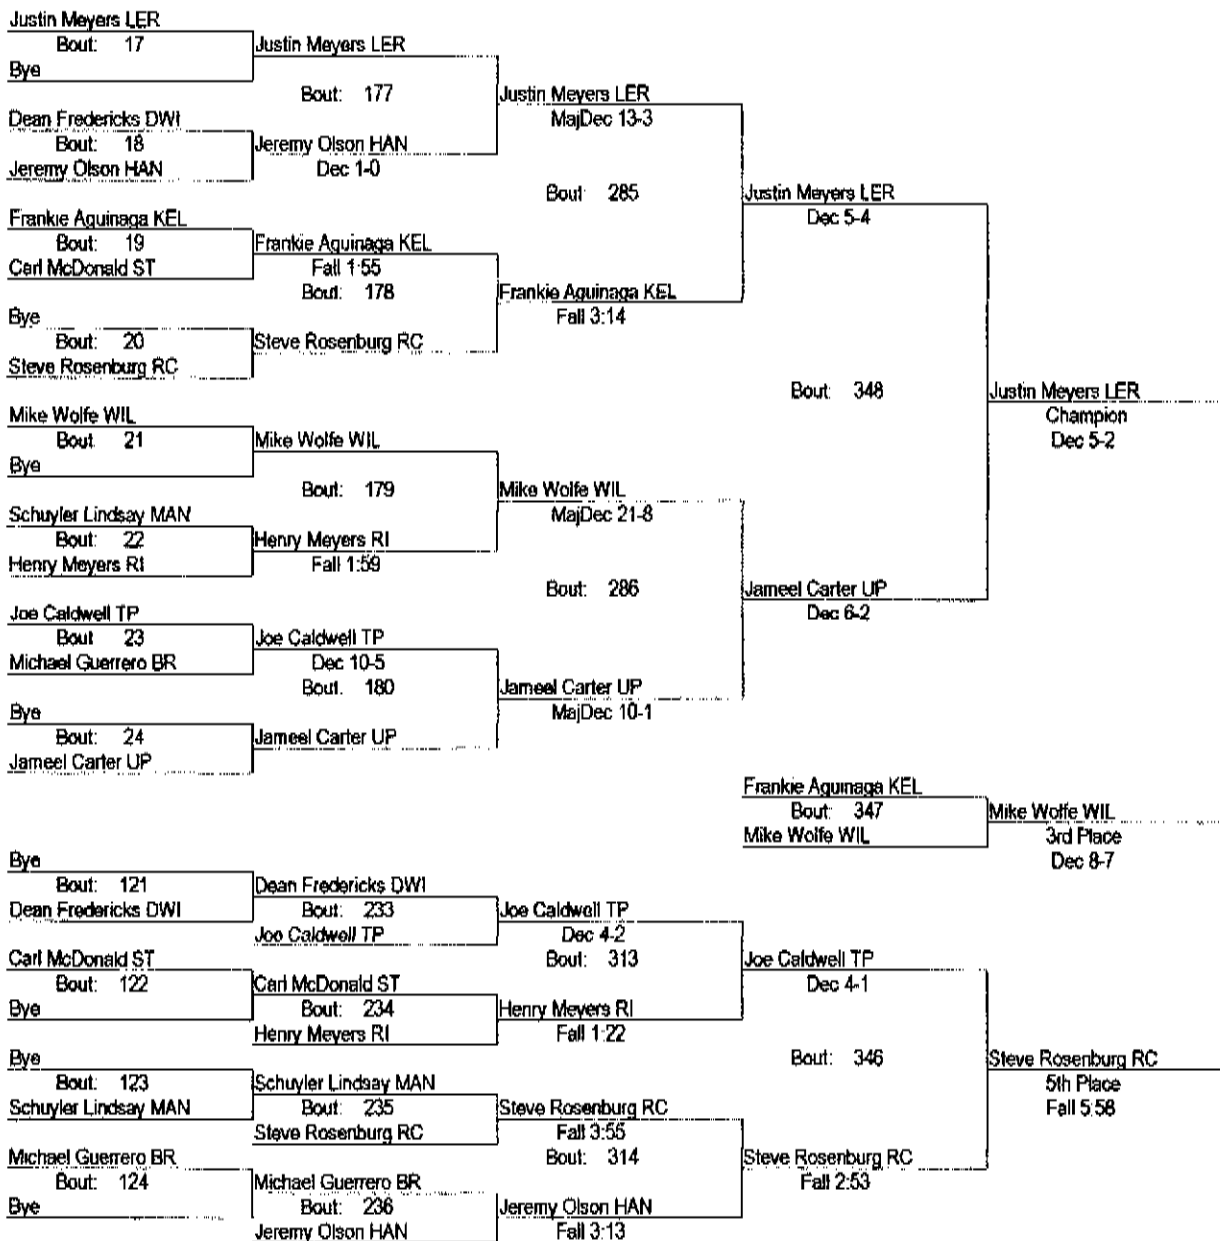 Justin Meyers LER
Bout: 17
Justin Meyers LER
Bye
Bout: 177
Justin Meyers LER
MajDec 13-3
Dean Fredericks DWI
Bout: 18
Jeremy Olson HAN
Jeremy Olson HAN
Dec 1-0
Bout: 285
Justin Meyers LER
Dec 5-4
Frankie Aguinaga KEL
Bout: 19
Frankie Aguinaga KEL
Carl McDonald ST
Fall 1:55
Bout: 178
Frankie Aguinaga KEL
Fall 3:14
Bye
Bout: 20
Steve Rosenburg RC
Steve Rosenburg RC
Bout: 348
Justin Meyers LER
Champion
Dec 5-2
Mike Wolfe WIL
Bout 21
Mike Wolfe WIL
Bye
Bout: 179
Mike Wolfe WIL
MajDec 21-8
Schuyler Lindsay MAN
Bout: 22
Henry Meyers RI
Henry Meyers RI
Fall 1:59
Bout: 286
Jameel Carter UP
Dec 6-2
Joe Caldwell TP
Bout 23
Joe Caldwell TP
Michael Guerrero BR
Dec 10-5
Bout. 180
Jameel Carter UP
MajDec 10-1
Bye
Bout: 24
Jameel Carter UP
Jameel Carter UP
Frankie Aguinaga KEL
Bout: 347
Mike Wolfe WIL
Mike Wolfe WIL
3rd Place
Dec 8-7
Bye
Bout: 121
Dean Fredericks DWI
Dean Fredericks DWI
Bout: 233
Joe Caldwell TP
Joe Caldwell TP
Dec 4-2
Carl McDonald ST
Bout: 122
Carl McDonald ST
Bye
Bout: 234
Henry Meyers RI
Henry Meyers RI
Fall 1:22
Bout: 313
Joe Caldwell TP
Dec 4-1
Bye
Bout: 123
Schuyler Lindsay MAN
Schuyler Lindsay MAN
Bout: 235
Steve Rosenburg RC
Steve Rosenburg RC
Fall 3:55
Bout: 346
Steve Rosenburg RC
5th Place
Fall 5:58
Michael Guerrero BR
Bout: 124
Michael Guerrero BR
Bye
Bout: 236
Jeremy Olson HAN
Jeremy Olson HAN
Fall 3:13
Bout: 314
Steve Rosenburg RC
Fall 2:53